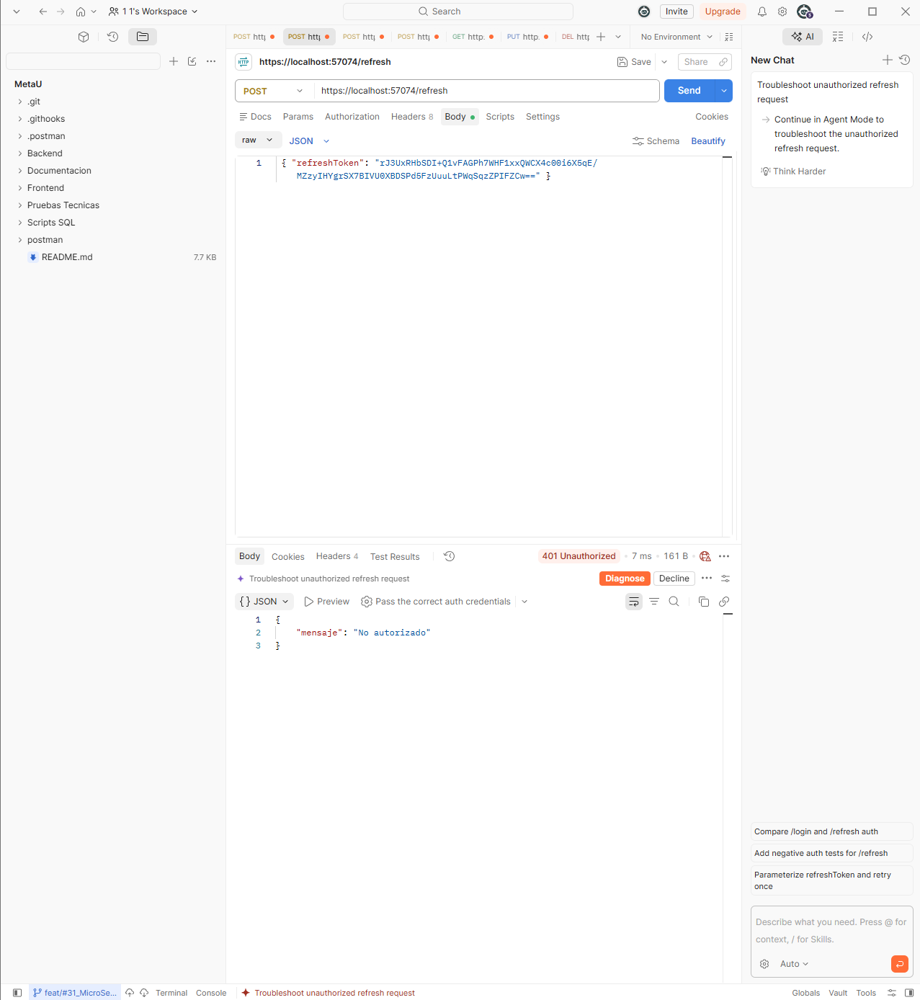 1 1's Workspace
Search
Invite
Upgrade
MetaU
.git
.githooks
.postman
Backend
Documentacion
Frontend
Pruebas Tecnicas
Scripts SQL
postman
README.md 7.7 KB
POST http
POST http
POST http
POST http
GET http.
PUT http.
DEL http
No Environment
HTTP https://localhost:57074/refresh
Save
Share
POST
https://localhost:57074/refresh
Send
Docs Params Authorization Headers 8 Body Scripts Settings Cookies
raw JSON Schema Beautify
1 { "refreshToken": "rJ3UxRHbSDI+Q1vFAGPh7WHF1xxQWCX4c00i6X5qE/
MZzyIHYgrSX7BIVU0XBDSPd5FzUuuLtPWqSqzZPIFZCw==" }
Body Cookies Headers 4 Test Results
401 Unauthorized • 7 ms • 161 B
Troubleshoot unauthorized refresh request
Diagnose
Decline
{} JSON Preview Pass the correct auth credentials
1 {
2 "mensaje": "No autorizado"
3 }
AI
New Chat
Troubleshoot unauthorized refresh
request
→ Continue in Agent Mode to
troubleshoot the unauthorized
refresh request.
Think Harder
Compare /login and /refresh auth
Add negative auth tests for /refresh
Parameterize refreshToken and retry
once
Describe what you need. Press @ for
context, / for Skills.
Auto
feat/#31_MicroSe...
Terminal
Console
Troubleshoot unauthorized refresh request
Globals
Vault
Tools